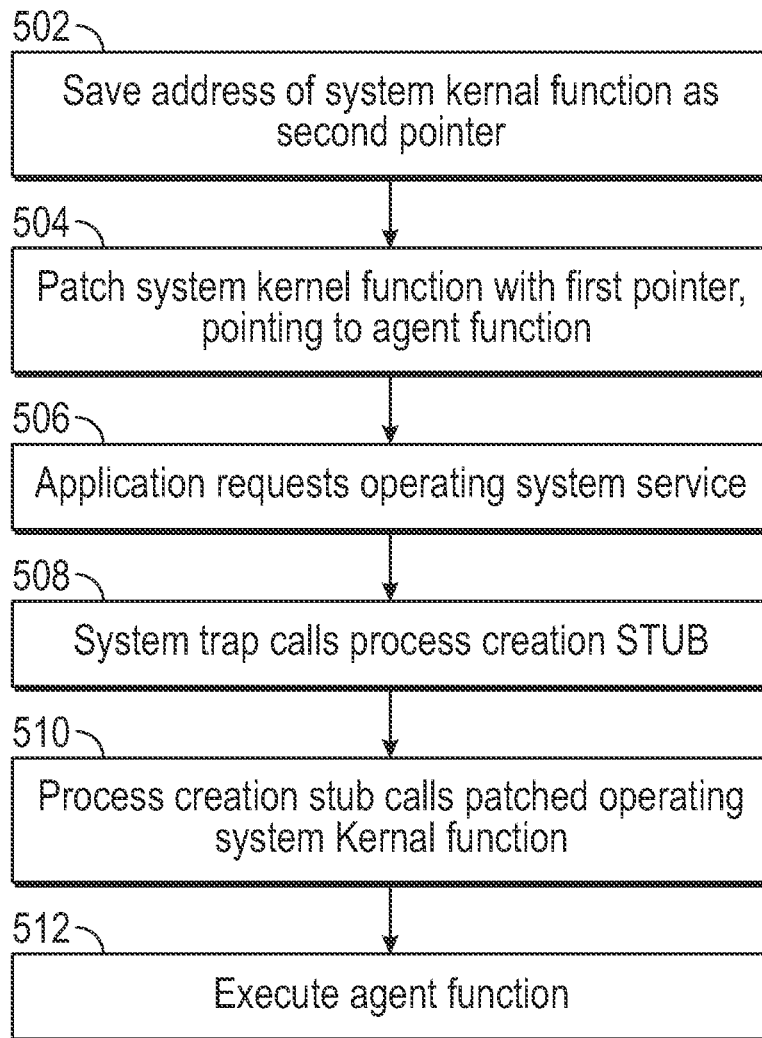 502
Save address of system kernal function as
second pointer
504
Patch system kernel function with first pointer,
pointing to agent function
506
Application requests operating system service
508
System trap calls process creation STUB
510
Process creation stub calls patched operating
system Kernal function
512
Execute agent function